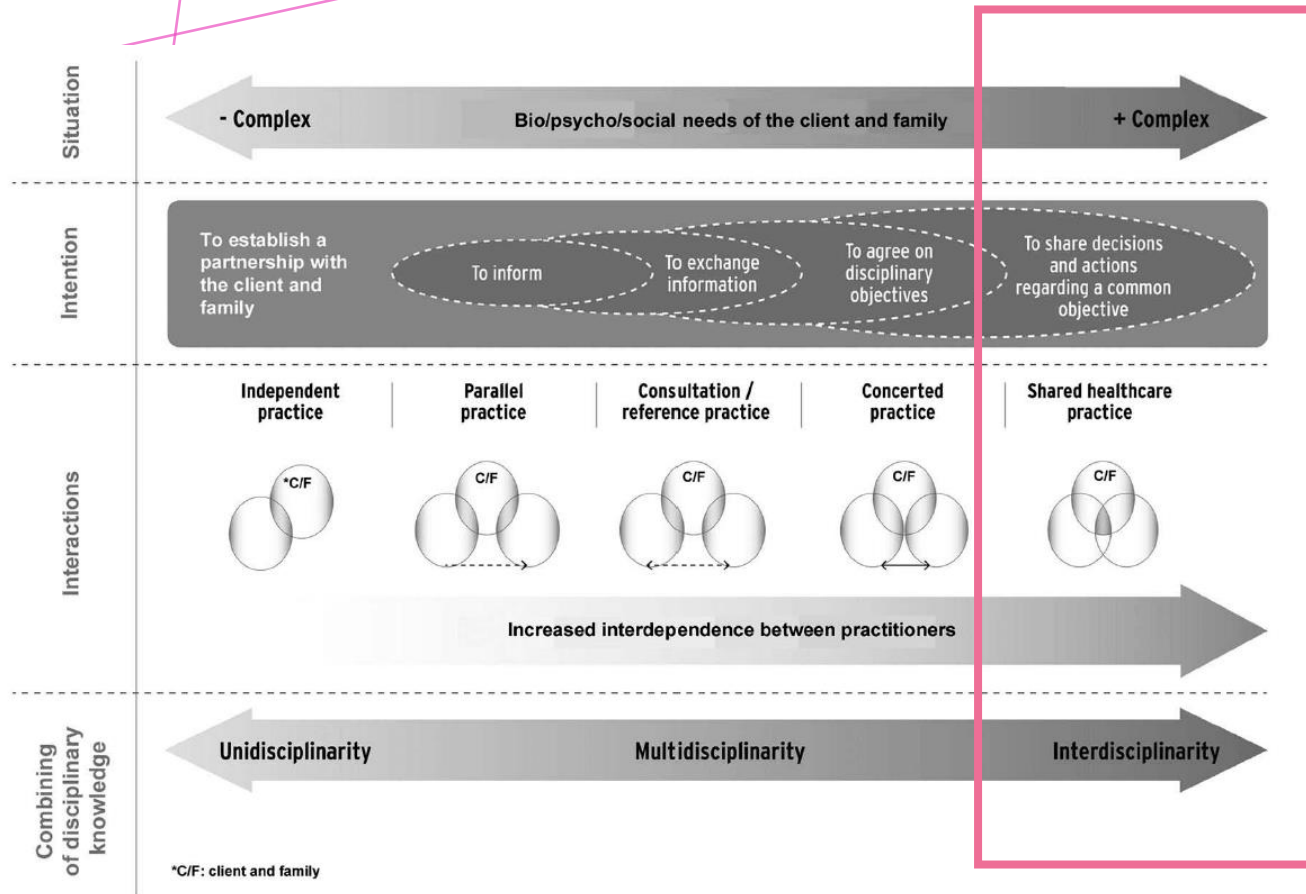 Situation
- Complex
Bio/psycho/social needs of the client and family
+ Complex
Intention
To establish a
partnership with
the client and
family
To inform
To exchange
information
To agree on
disciplinary
objectives
To share decisions
and actions
regarding a common
objective
Interactions
Independent
practice
Parallel
practice
Consultation /
reference practice
Concerted
practice
Shared healthcare
practice
*C/F
C/F
C/F
C/F
C/F
Increased interdependence between practitioners
Combining
of disciplinary
knowledge
Unidisciplinarity
Multidisciplinarity
Interdisciplinarity
*C/F: client and family